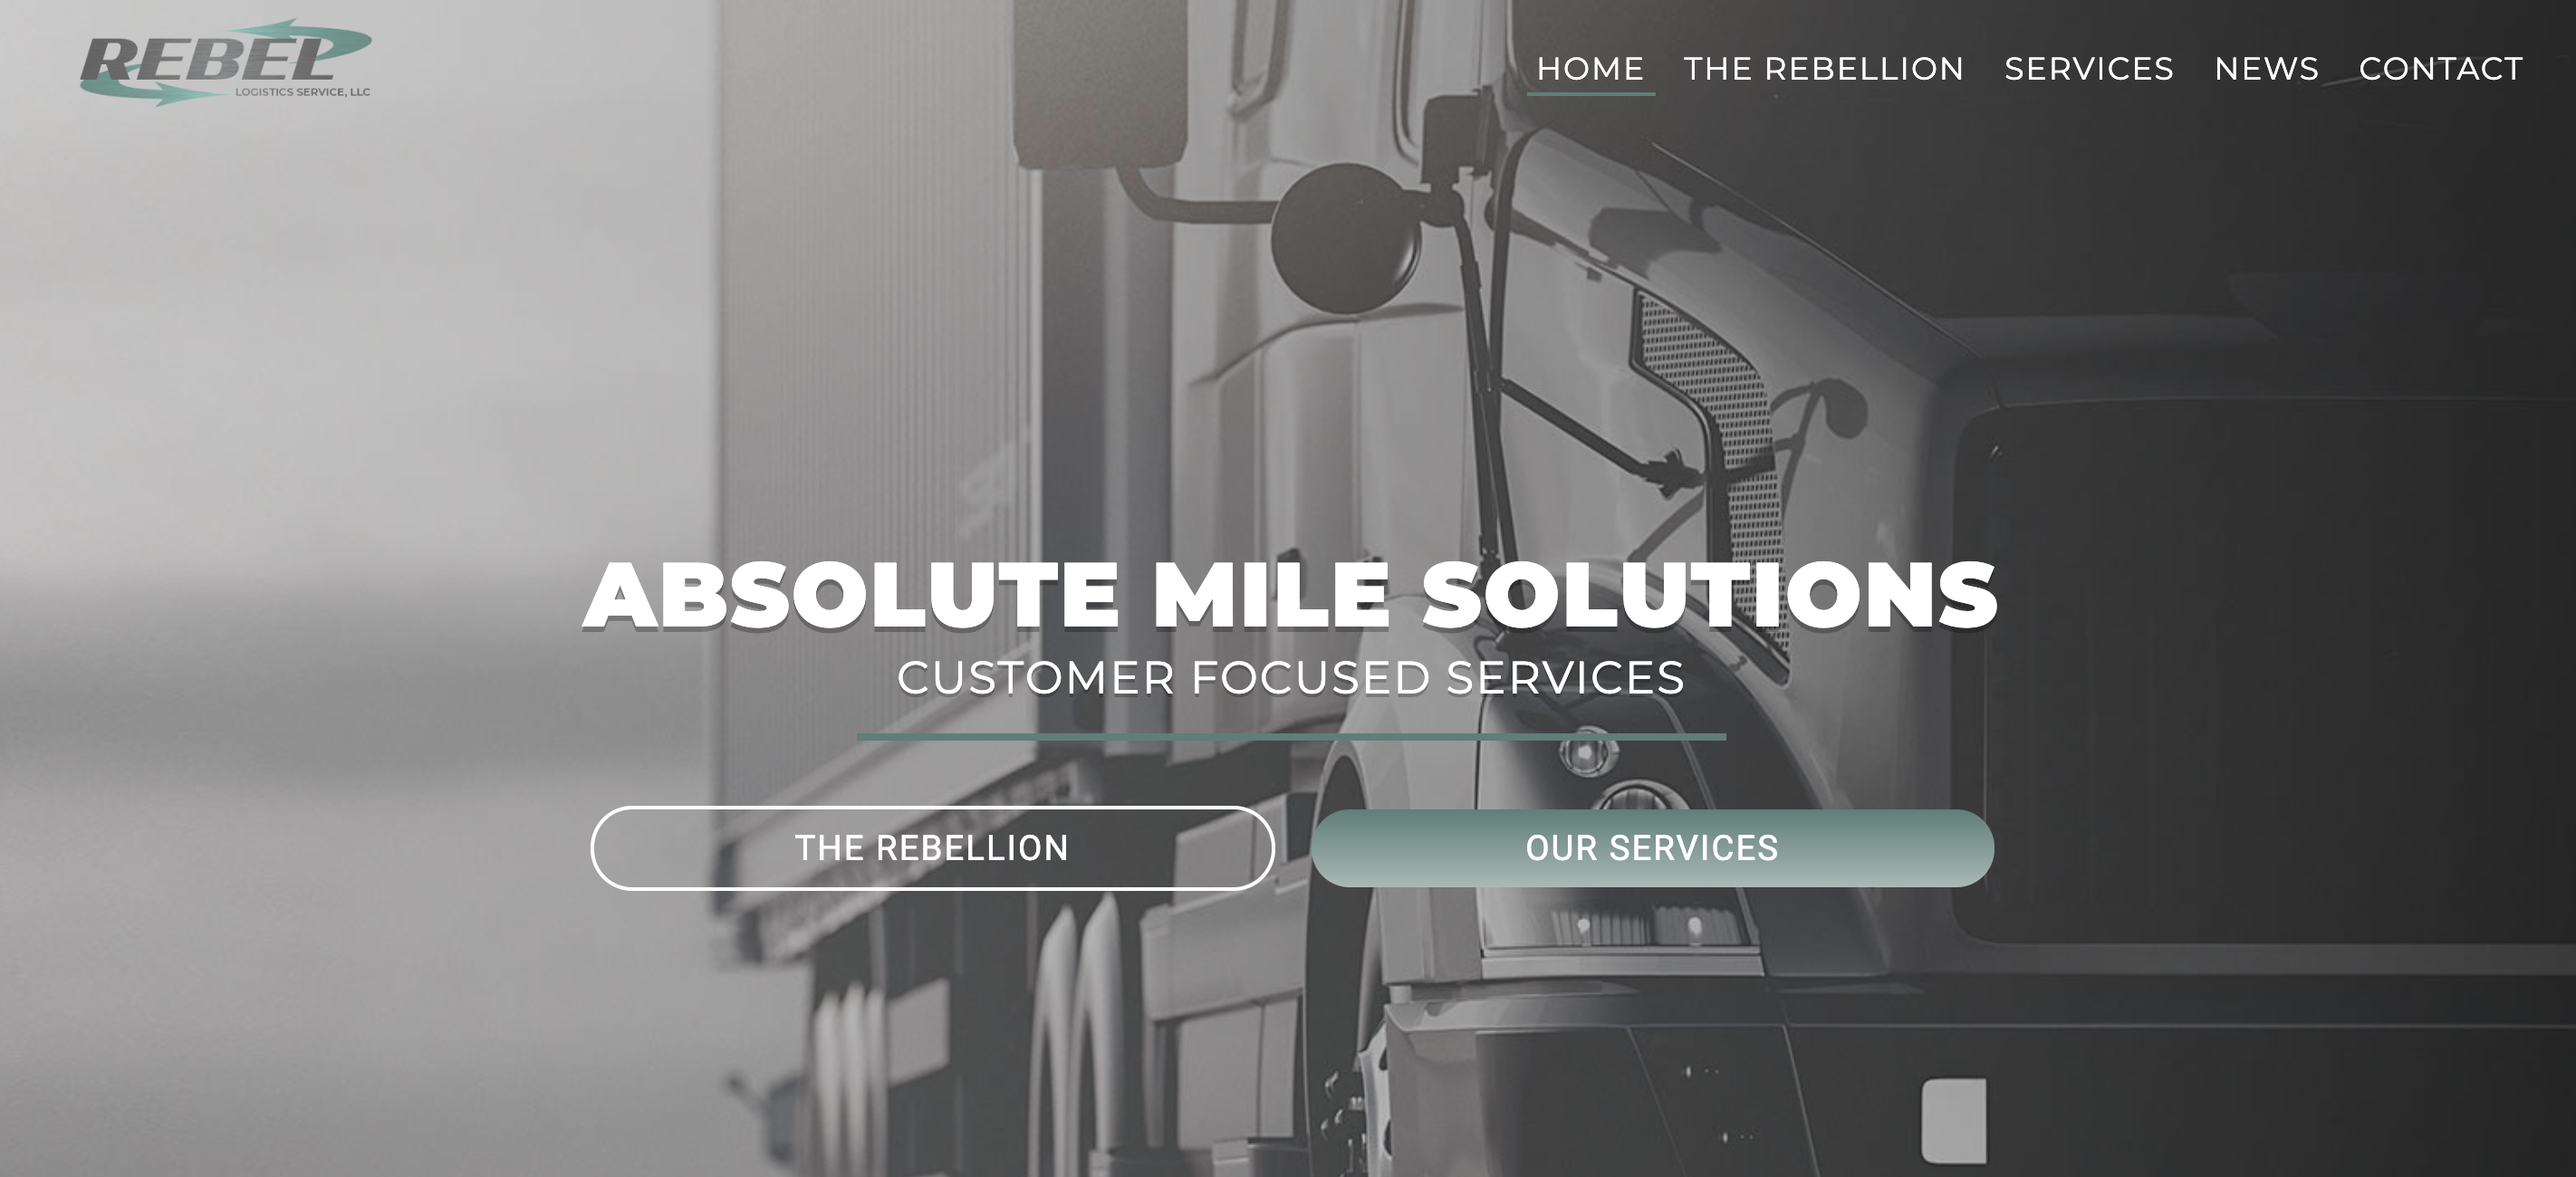 REBEL
LOGISTICS SERVICE, LLC
HOME THE REBELLION SERVICES NEWS CONTACT
ABSOLUTE MILE SOLUTIONS
CUSTOMER FOCUSED SERVICES
THE REBELLION OUR SERVICES